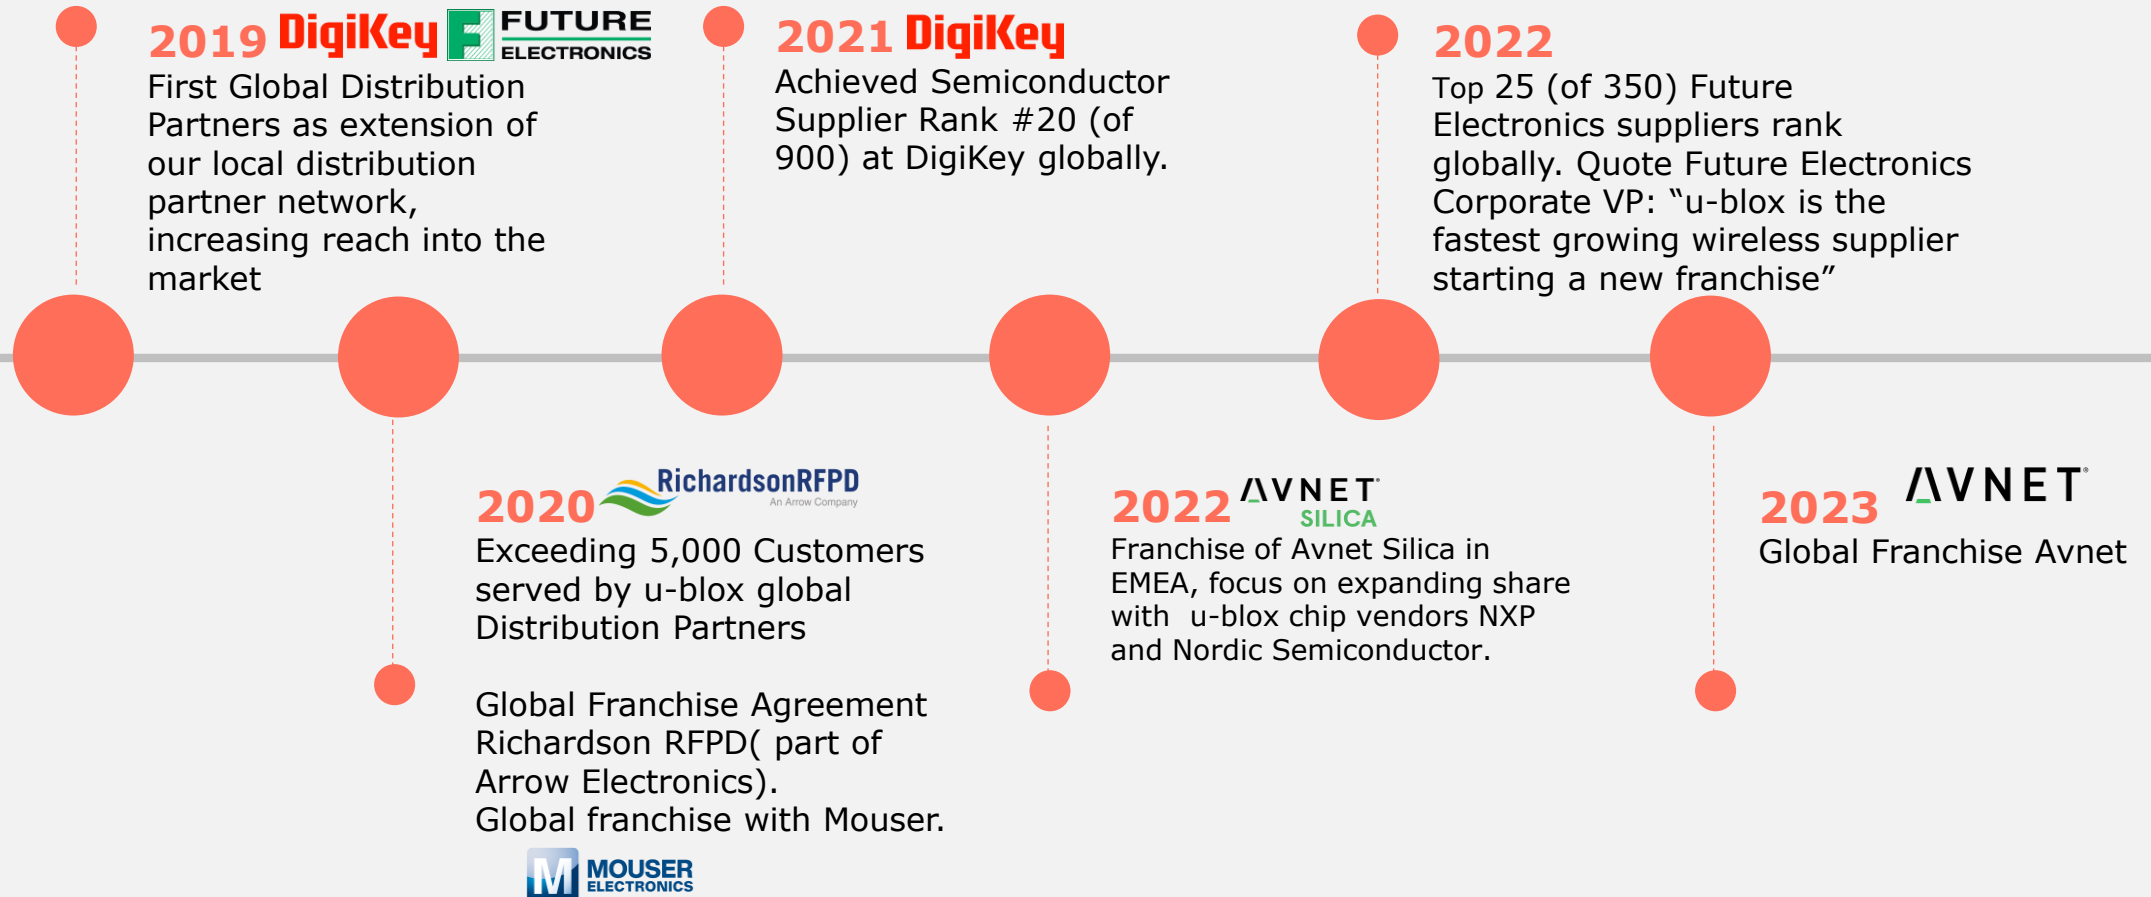 2019 DigiKey F FUTURE
ELECTRONICS
First Global Distribution
Partners as extension of
our local distribution
partner network,
increasing reach into the
market
2021 DigiKey
Achieved Semiconductor
Supplier Rank #20 (of
900) at DigiKey globally.
2022
Top 25 (of 350) Future
Electronics suppliers rank
globally. Quote Future Electronics
Corporate VP: “u-blox is the
fastest growing wireless supplier
starting a new franchise”
2020 RichardsonRFPD
An Arrow Company
Exceeding 5,000 Customers
served by u-blox global
Distribution Partners
Global Franchise Agreement
Richardson RFPD( part of
Arrow Electronics).
Global franchise with Mouser.
M MOUSER
ELECTRONICS
2022 AVNET
SILICA
Franchise of Avnet Silica in
EMEA, focus on expanding share
with  u-blox chip vendors NXP
and Nordic Semiconductor.
2023 AVNET
Global Franchise Avnet